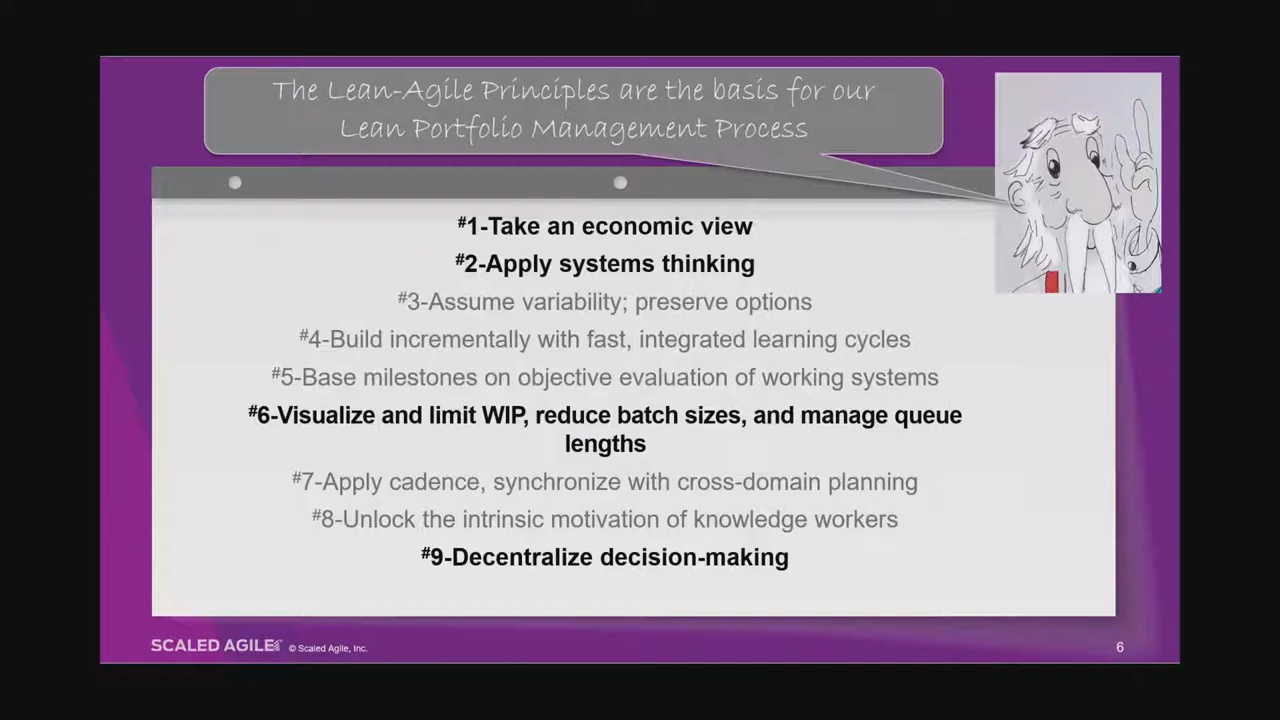 The Lean-Agile Principles are the basis for our
Lean Portfolio Management Process
#1-Take an economic view
#2-Apply systems thinking
#3-Assume variability; preserve options
#4-Build incrementally with fast, integrated learning cycles
#5-Base milestones on objective evaluation of working systems
#6-Visualize and limit WIP, reduce batch sizes, and manage queue
lengths
#7-Apply cadence, synchronize with cross-domain planning
#8-Unlock the intrinsic motivation of knowledge workers
#9-Decentralize decision-making
SCALED AGILE © Scaled Agile, Inc.
6